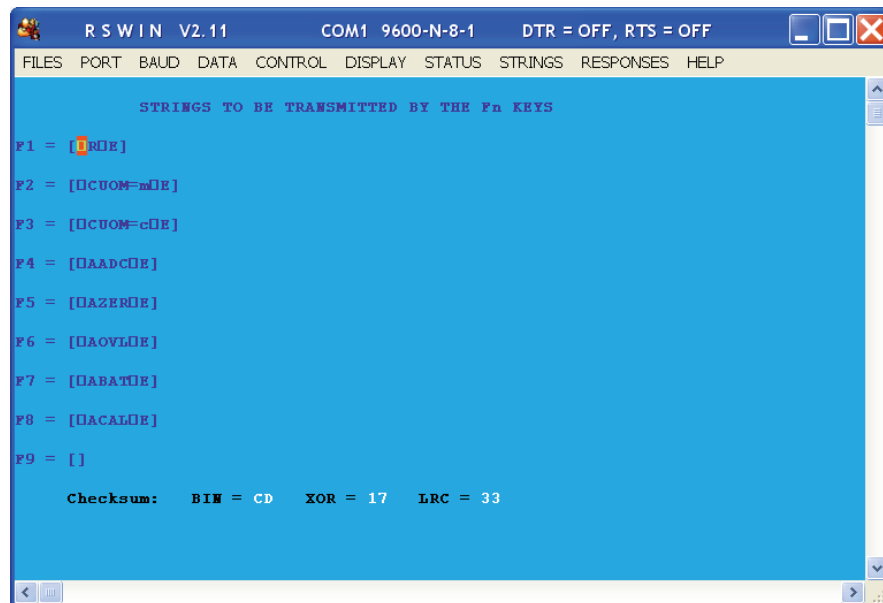 R S W I N V2.11 COM1 9600-N-8-1 DTR = OFF, RTS = OFF
FILES PORT BAUD DATA CONTROL DISPLAY STATUS STRINGS RESPONSES HELP
STRINGS TO BE TRANSMITTED BY THE Fn KEYS
F1 = [▯R▯E]
F2 = [▯CUOM=m▯E]
F3 = [▯CUOM=c▯E]
F4 = [▯AADC▯E]
F5 = [▯AZER▯E]
F6 = [▯AOVL▯E]
F7 = [▯ABAT▯E]
F8 = [▯ACAL▯E]
F9 = []
Checksum: BIN = CD XOR = 17 LRC = 33